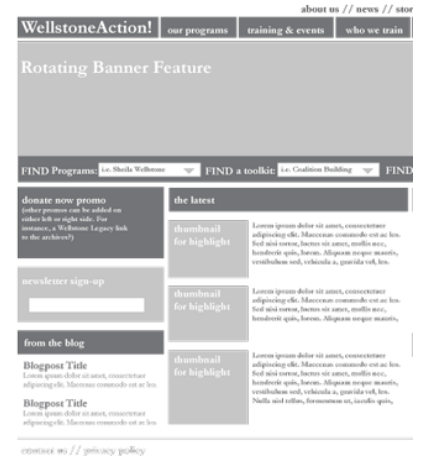 about us // news // stor
WellstoneAction!
our programs
training & events
who we train
Rotating Banner Feature
FIND Programs: i.e. Sheila Wellstone
FIND a toolkit: i.e. Coalition Building
FIND
donate now promo
(other promos can be added on
either left or right side. For
instance, a Wellstone Legacy link
to the archives?)
newsletter sign-up
from the blog
Blogpost Title
Lorem ipsum dolor sit amet, consectetuer
adipiscing elit. Maecenas commodo est ac leo
Blogpost Title
Lorem ipsum dolor sit amet, consectetuer
adipiscing elit. Maecenas commodo est ac leo
the latest
thumbnail
for highlight
Lorem ipsum dolor sit amet, consectetuer
adipiscing elit. Maecenas commodo est ac leo.
Sed nisi tortor, luctus sit amet, mollis nec,
hendrerit quis, lorem. Aliquam neque mauris,
vestibulum sed, vehicula a, gravida vel, leo.
thumbnail
for highlight
Lorem ipsum dolor sit amet, consectetuer
adipiscing elit. Maecenas commodo est ac leo.
Sed nisi tortor, luctus sit amet, mollis nec,
hendrerit quis, lorem. Aliquam neque mauris,
thumbnail
for highlight
Lorem ipsum dolor sit amet, consectetuer
adipiscing elit. Maecenas commodo est ac leo.
Sed nisi tortor, luctus sit amet, mollis nec,
hendrerit quis, lorem. Aliquam neque mauris,
vestibulum sed, vehicula a, gravida vel, leo.
Nulla nisl tellus, fermentum ut, iaculis quis,
contact us // privacy policy